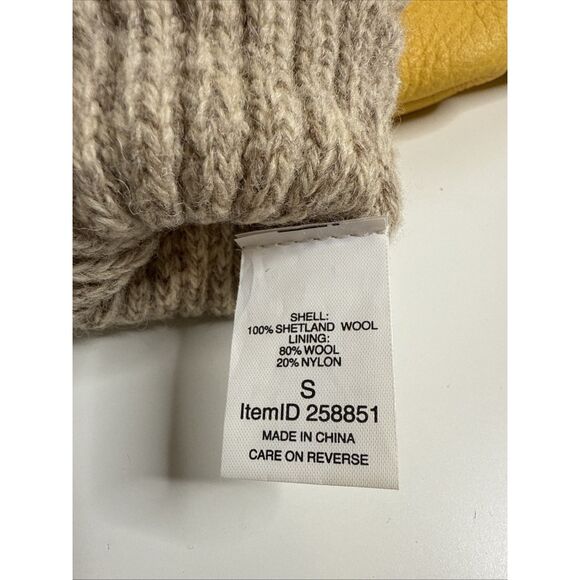 SHELL:
100% SHETLAND WOOL
LINING:
80% WOOL
20% NYLON
S
ItemID 258851
MADE IN CHINA
CARE ON REVERSE